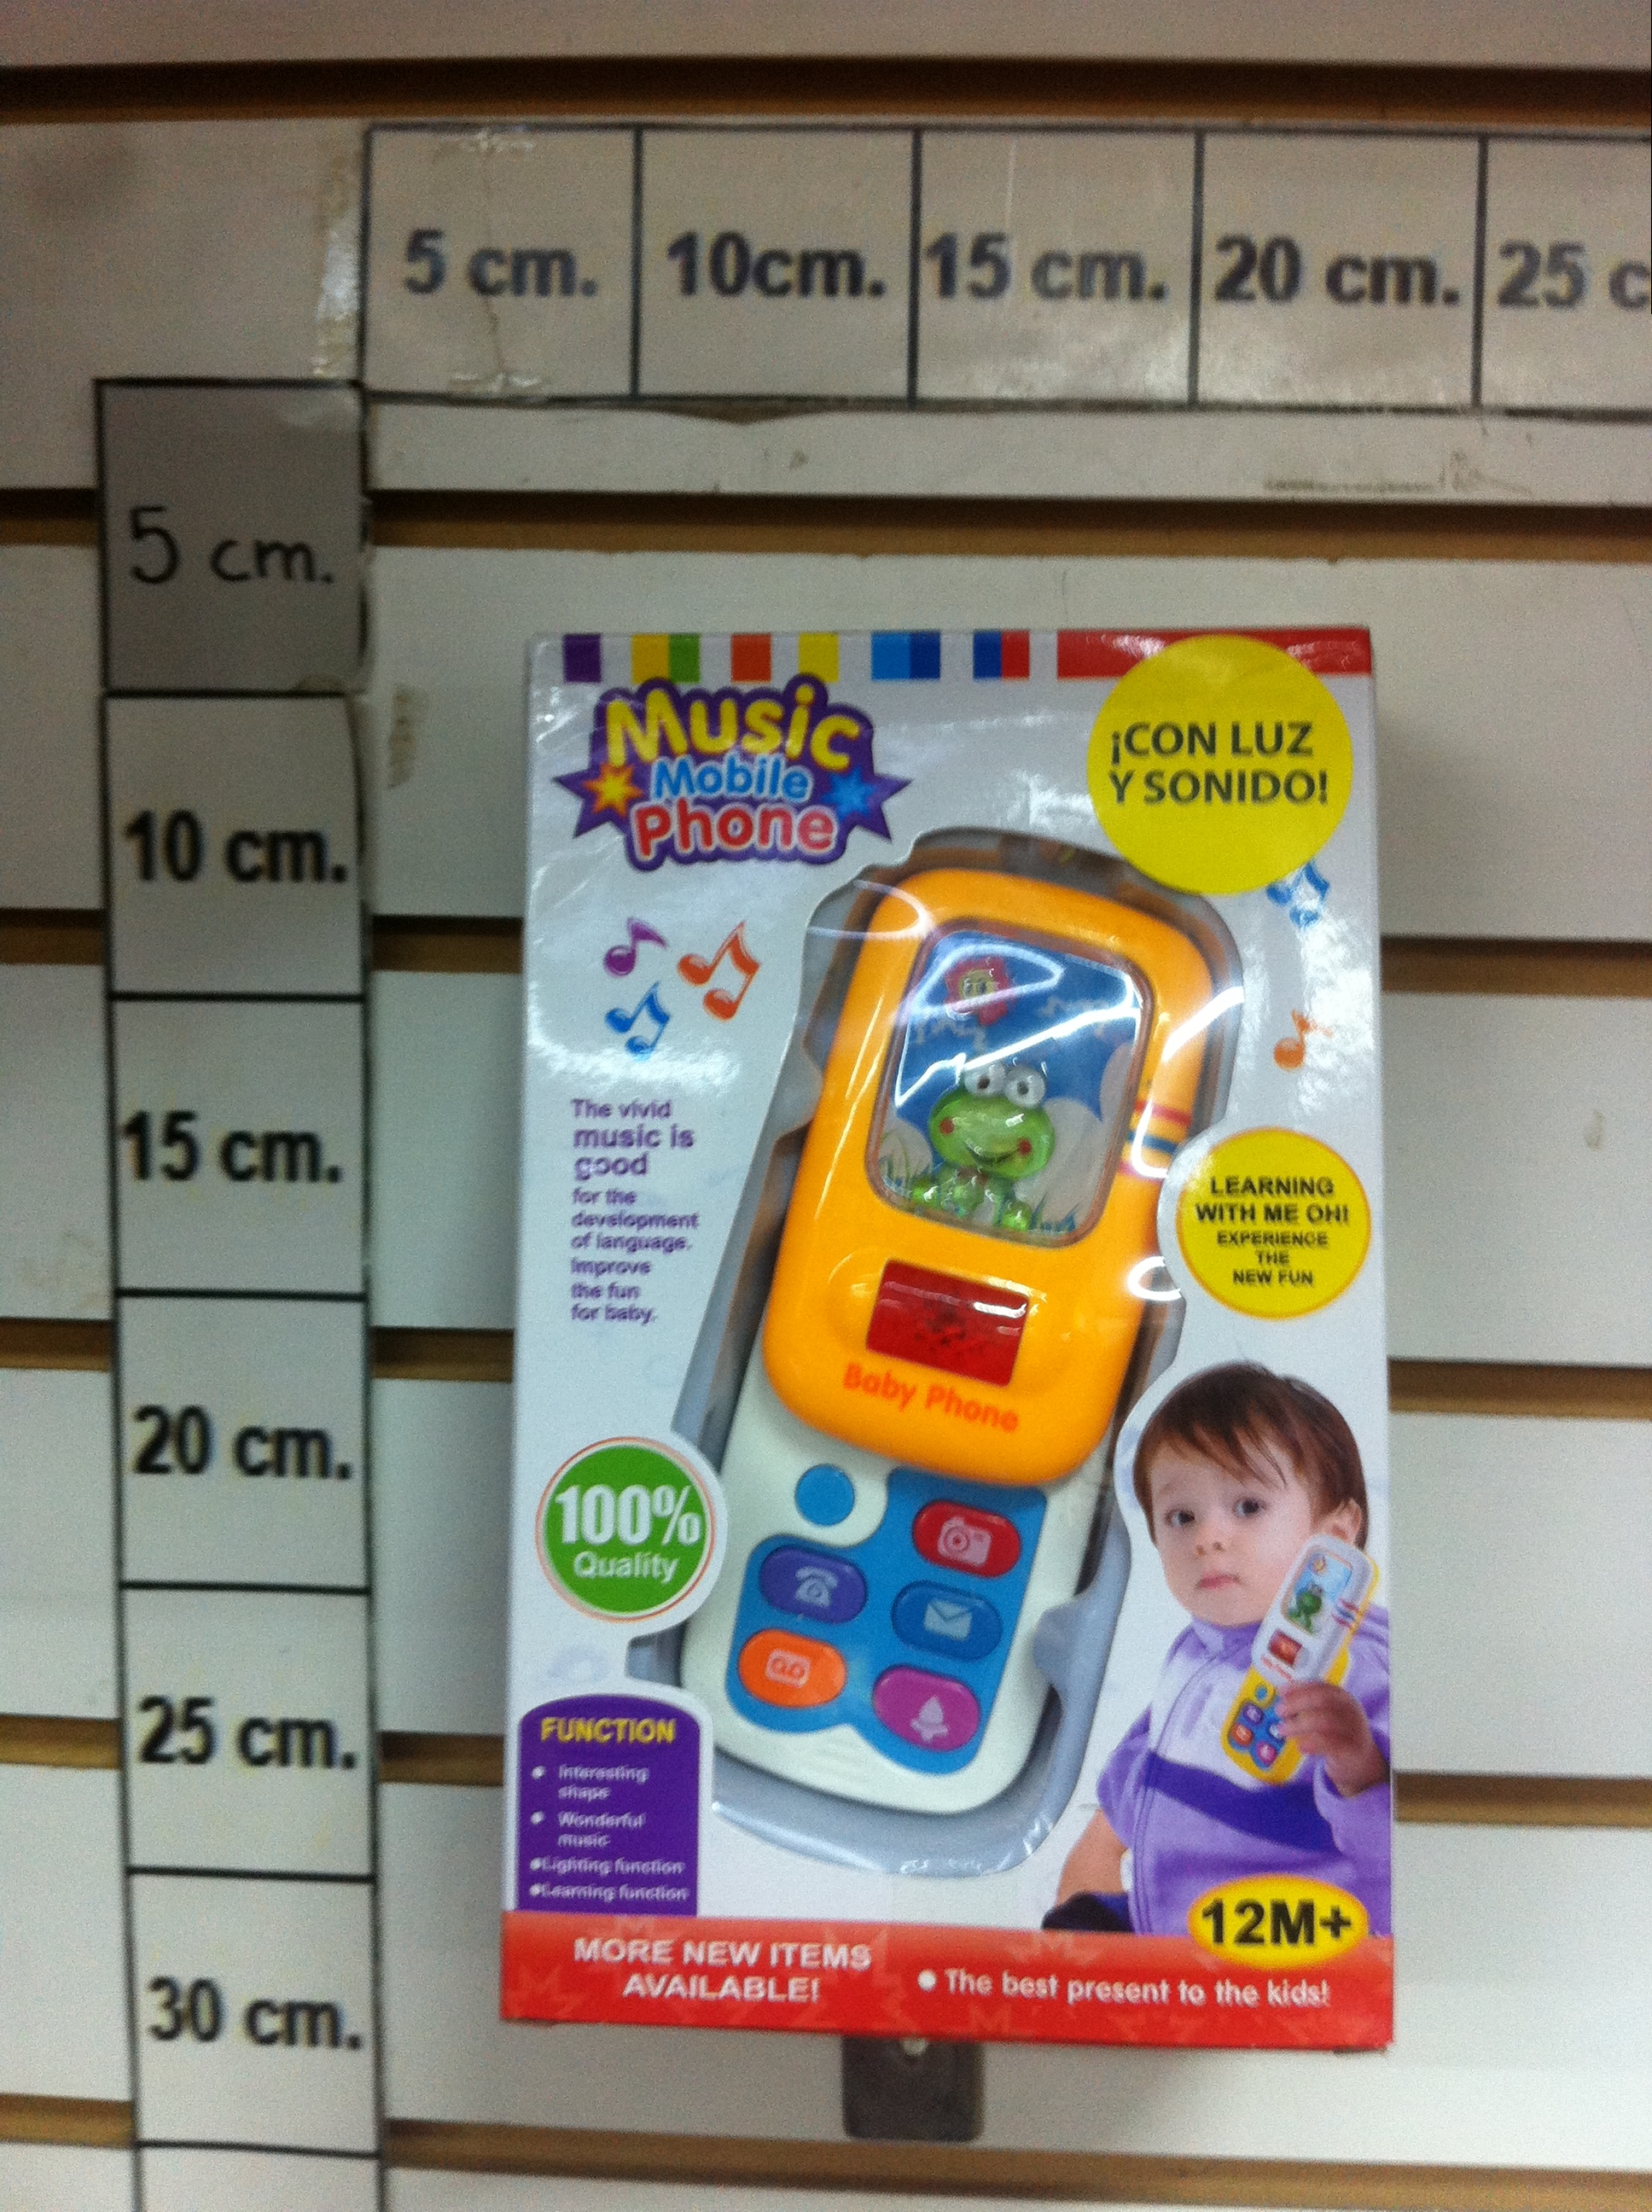 5 cm.
10cm.
15 cm.
20 cm.
25 c
5 cm.
10 cm.
15 cm.
20 cm.
25 cm.
30 cm.
Music
Mobile
Phone
¡CON LUZ
Y SONIDO!
The vivid
music is
good
for the
development
of language.
Improve
the fun
for baby.
LEARNING
WITH ME OH!
EXPERIENCE
THE
NEW FUN
Baby Phone
100%
Quality
FUNCTION
• Interesting
shape
• Wonderful
music
•Lighting function
•Learning function
12M+
MORE NEW ITEMS
AVAILABLE!
• The best present to the kids!